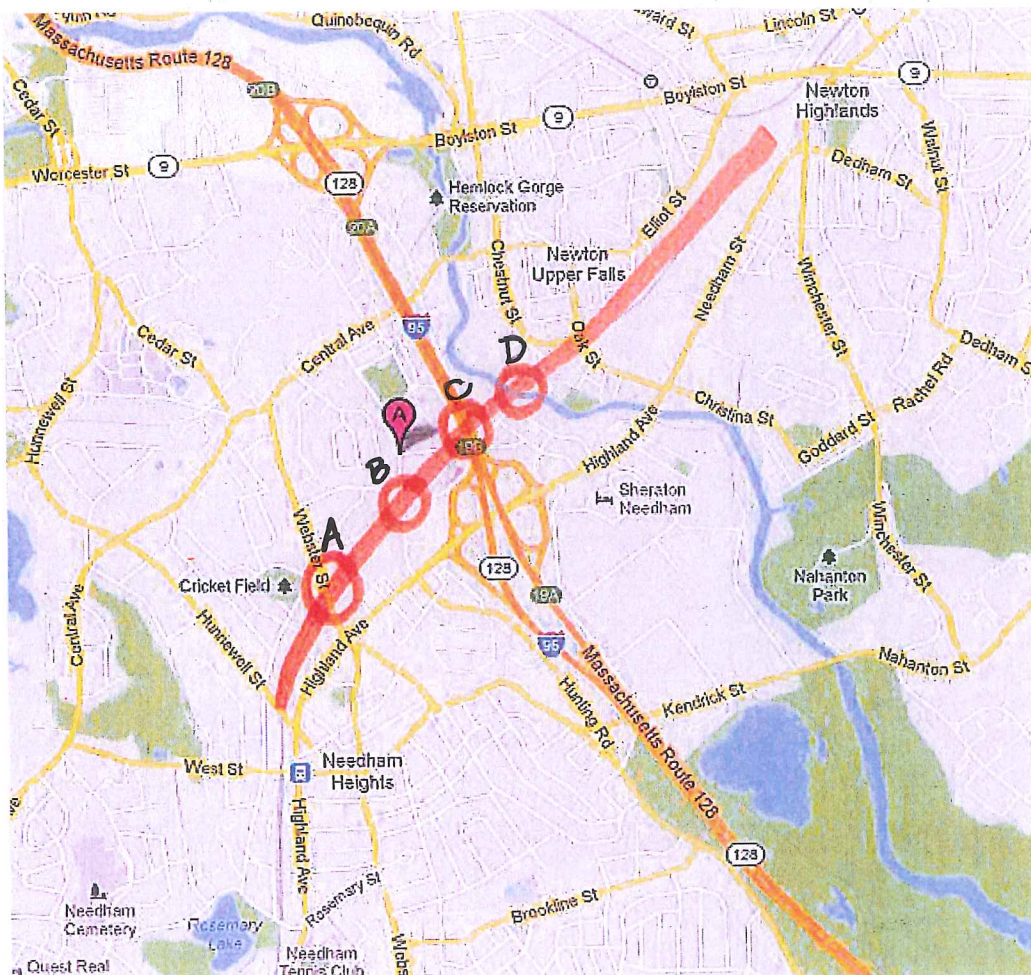 Quinobequin Rd
Lincoln St
Massachusetts Route 128
20B
Boylston St
9
Newton
Highlands
Cedar St
Boylston St
9
Worcester St
9
128
Hemlock Gorge
Reservation
20A
Dedham St
Walnut St
Elliot St
Newton
Upper Falls
Chestnut St
Needham St
Winchester St
95
Central Ave
Cedar St
Oak St
D
Dedham S
Rachel Rd
Hunnewell St
C
A
Christina St
Goddard St
19B
Highland Ave
B
Sheraton
Needham
A
Webster St
Winchester St
128
Nahanton
Park
Cricket Field
19A
Central Ave
Hunnewell St
Highland Ave
95
Massachusetts Route 128
Nahanton St
Kendrick St
Hunting Rd
West St
Needham
Heights
Highland Ave
128
Rosemary St
Brookline St
Needham
Cemetery
Rosemary
Lake
Webs
Needham
Tennis Club
Quest Real